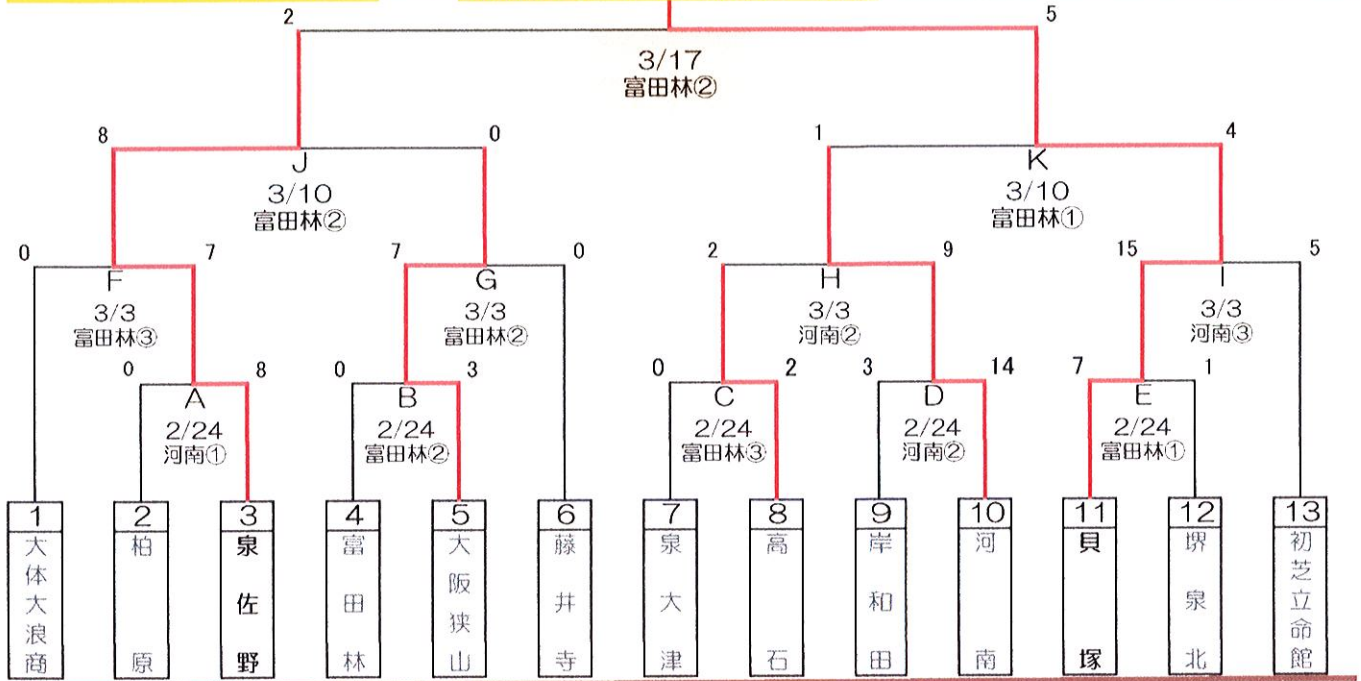 2 5
3/17
富田林②
8 0 1 4
J K
3/10 3/10
富田林② 富田林①
0 7 7 0 2 9 15 5
F G H I
3/3 3/3 3/3 3/3
富田林③ 富田林② 河南② 河南③
0 8 0 3 0 2 3 14 7 1
A B C D E
2/24 2/24 2/24 2/24 2/24
河南① 富田林② 富田林③ 河南② 富田林①
1 2 3 4 5 6 7 8 9 10 11 12 13
大体大浪商
柏原
泉佐野
富田林
大阪狭山
藤井寺
泉大津
高石
岸和田
河南
貝塚
堺泉北
初芝立命館